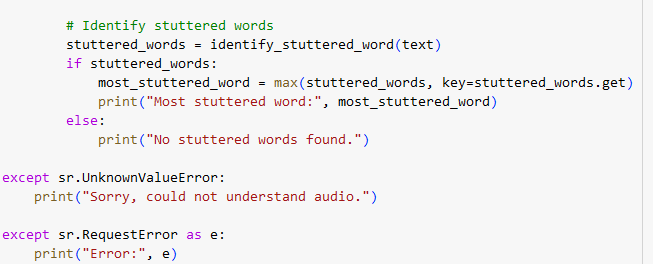 # Identify stuttered words
stuttered_words = identify_stuttered_word(text)
if stuttered_words:
most_stuttered_word = max(stuttered_words, key=stuttered_words.get)
print("Most stuttered word:", most_stuttered_word)
else:
print("No stuttered words found.")
except sr.UnknownValueError:
print("Sorry, could not understand audio.")
except sr.RequestError as e:
print("Error:", e)